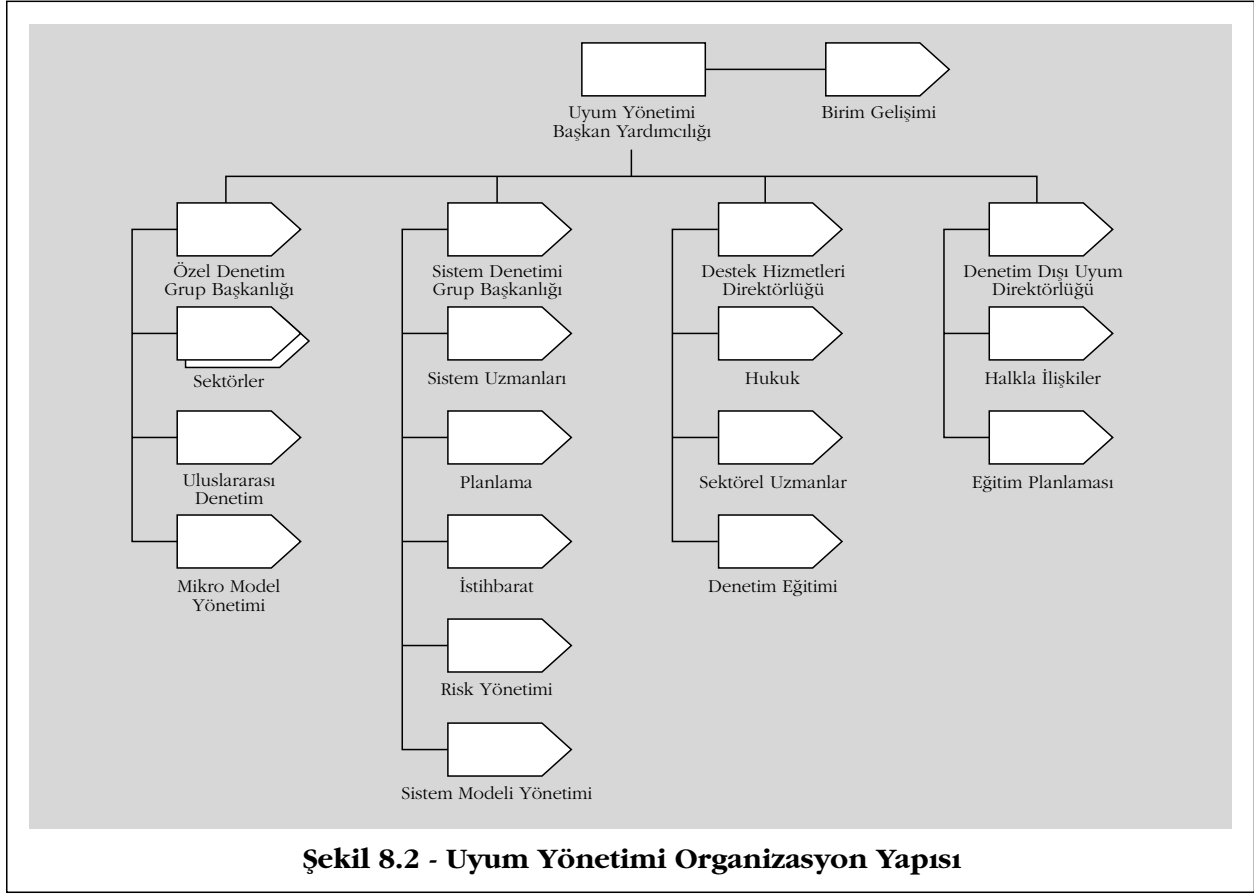 Uyum Yönetimi
Başkan Yardımcılığı
Birim Gelişimi
Özel Denetim
Grup Başkanlığı
Sektörler
Uluslararası
Denetim
Mikro Model
Yönetimi
Sistem Denetimi
Grup Başkanlığı
Sistem Uzmanları
Planlama
İstihbarat
Risk Yönetimi
Sistem Modeli Yönetimi
Destek Hizmetleri
Direktörlüğü
Hukuk
Sektörel Uzmanlar
Denetim Eğitimi
Denetim Dışı Uyum
Direktörlüğü
Halkla İlişkiler
Eğitim Planlaması
Şekil 8.2 - Uyum Yönetimi Organizasyon Yapısı